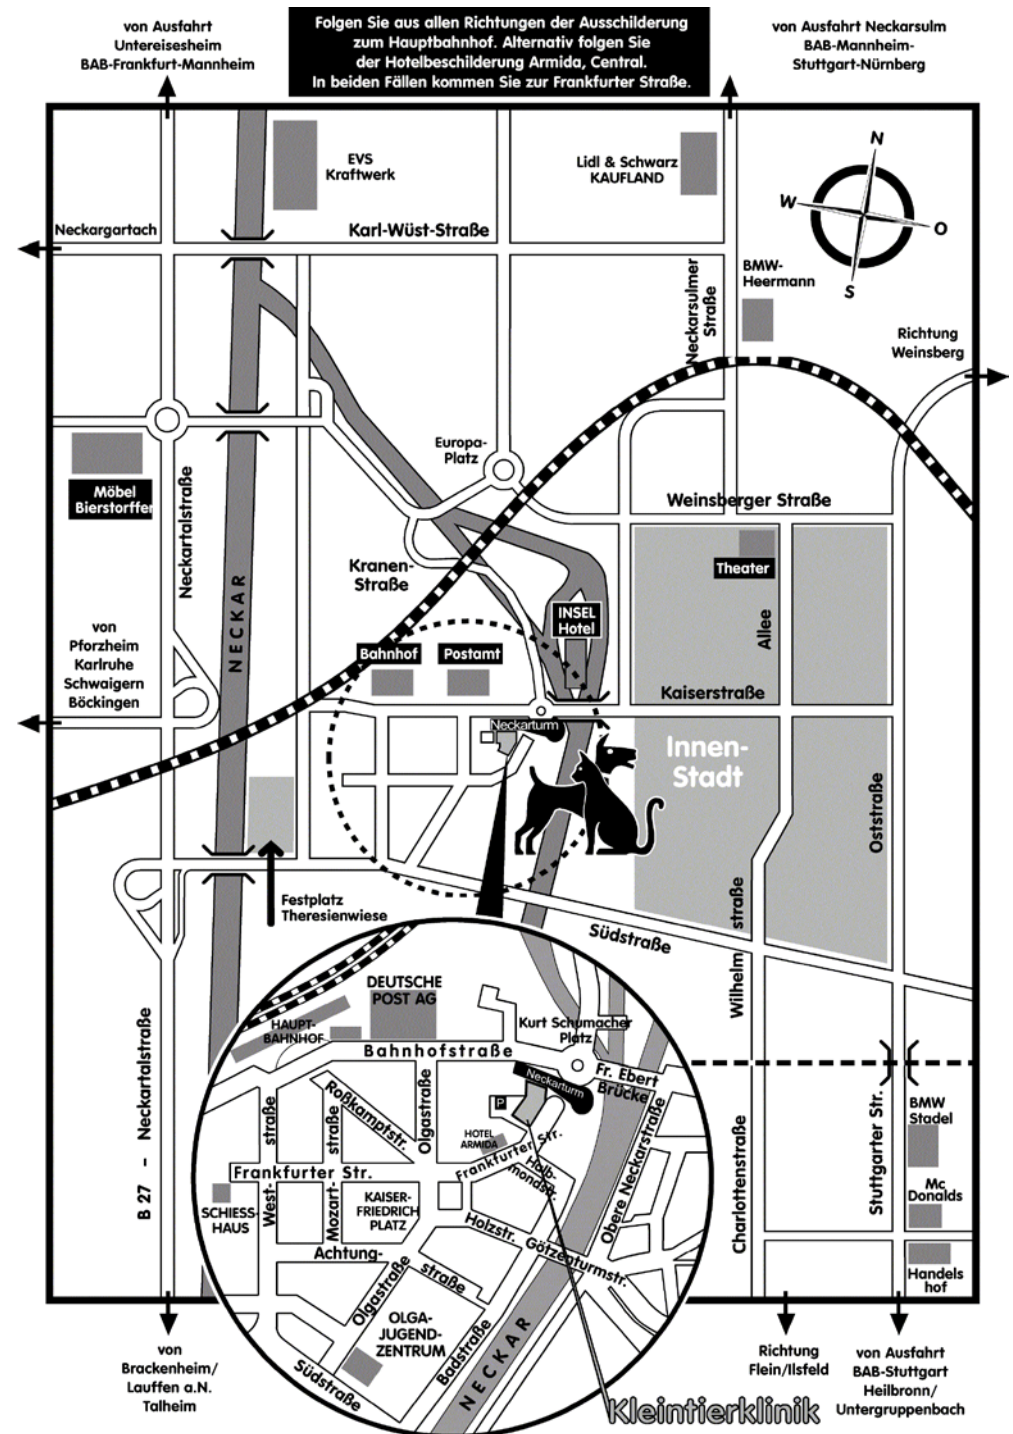 von Ausfahrt
Untereisesheim
BAB-Frankfurt-Mannheim
Folgen Sie aus allen Richtungen der Ausschilderung
zum Hauptbahnhof. Alternativ folgen Sie
der Hotelbeschilderung Armida, Central.
In beiden Fällen kommen Sie zur Frankfurter Straße.
von Ausfahrt Neckarsulm
BAB-Mannheim-
Stuttgart-Nürnberg
EVS
Kraftwerk
Lidl & Schwarz
KAUFLAND
N
W
O
S
Neckargartach
Karl-Wüst-Straße
BMW-
Heermann
Neckarsulmer
Straße
Richtung
Weinsberg
Europa-
Platz
Möbel
Bierstorffer
Neckartalstraße
Weinsberger Straße
Theater
Kranen-
Straße
NECKAR
INSEL
Hotel
Allee
von
Pforzheim
Karlruhe
Schwaigern
Böckingen
Bahnhof
Postamt
Kaiserstraße
Neckarturm
Innen-
Stadt
Oststraße
Festplatz
Theresienwiese
Südstraße
Wilhelm straße
B 27 – Neckartalstraße
DEUTSCHE
POST AG
HAUPT-
BAHNHOF
Kurt Schumacher
Platz
Bahnhofstraße
Fr. Ebert
Brücke
Neckarturm
P
Roßkamptstr.
Olgastraße
HOTEL
ARMIDA
Frankfurter Str.
Halb-
mondstr.
Obere Neckarstraße
Frankfurter Str.
West- straße
Mozart- straße
SCHIESS-
HAUS
KAISER-
FRIEDRICH
PLATZ
Holzstr.
Götzenturmstr.
Achtung-
straße
Olgastraße
OLGA-
JUGEND-
ZENTRUM
Badstraße
Südstraße
NECKAR
Charlottenstraße
Stuttgarter Str.
BMW
Stadel
Mc
Donalds
Handels
hof
von
Brackenheim/
Lauffen a.N.
Talheim
Richtung
Flein/Ilsfeld
von Ausfahrt
BAB-Stuttgart
Heilbronn/
Untergruppenbach
Kleintierklinik